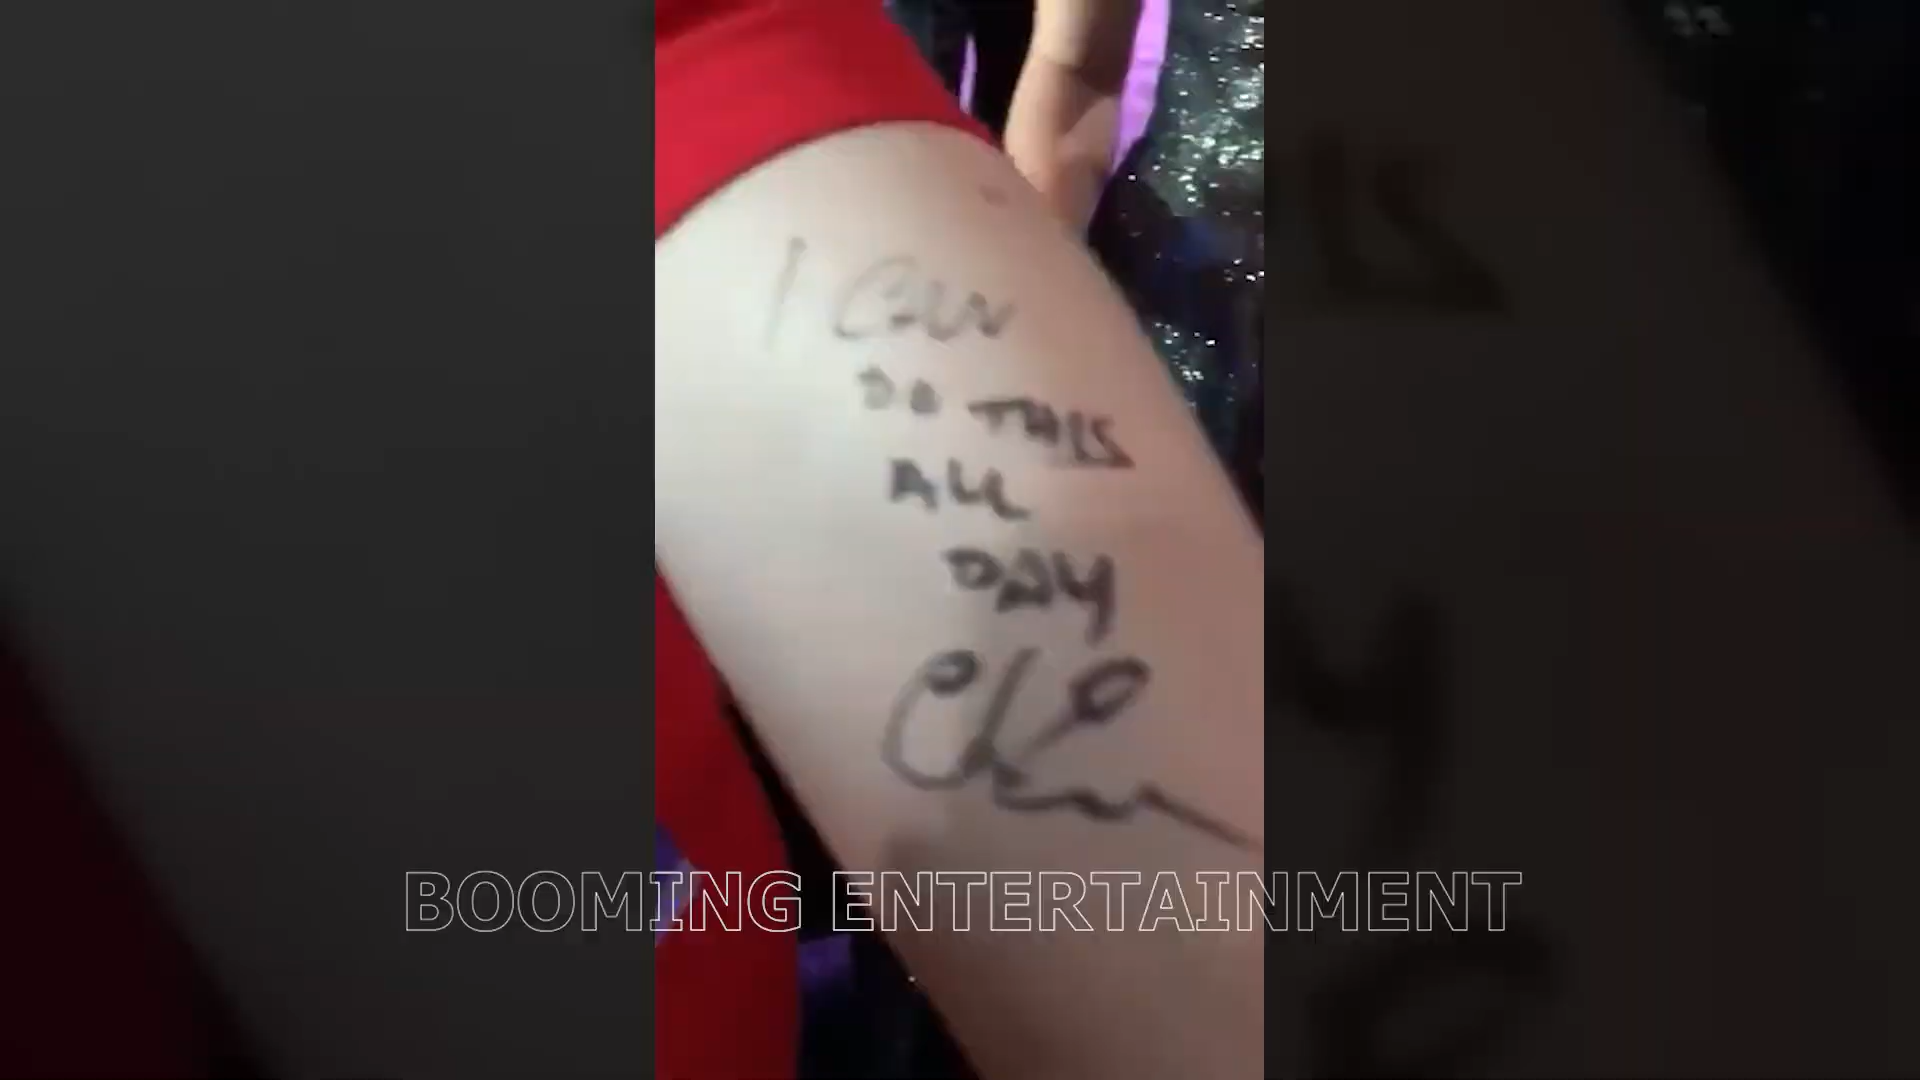 I CAN
DO THIS
ALL
DAY
BOOMING ENTERTAINMENT